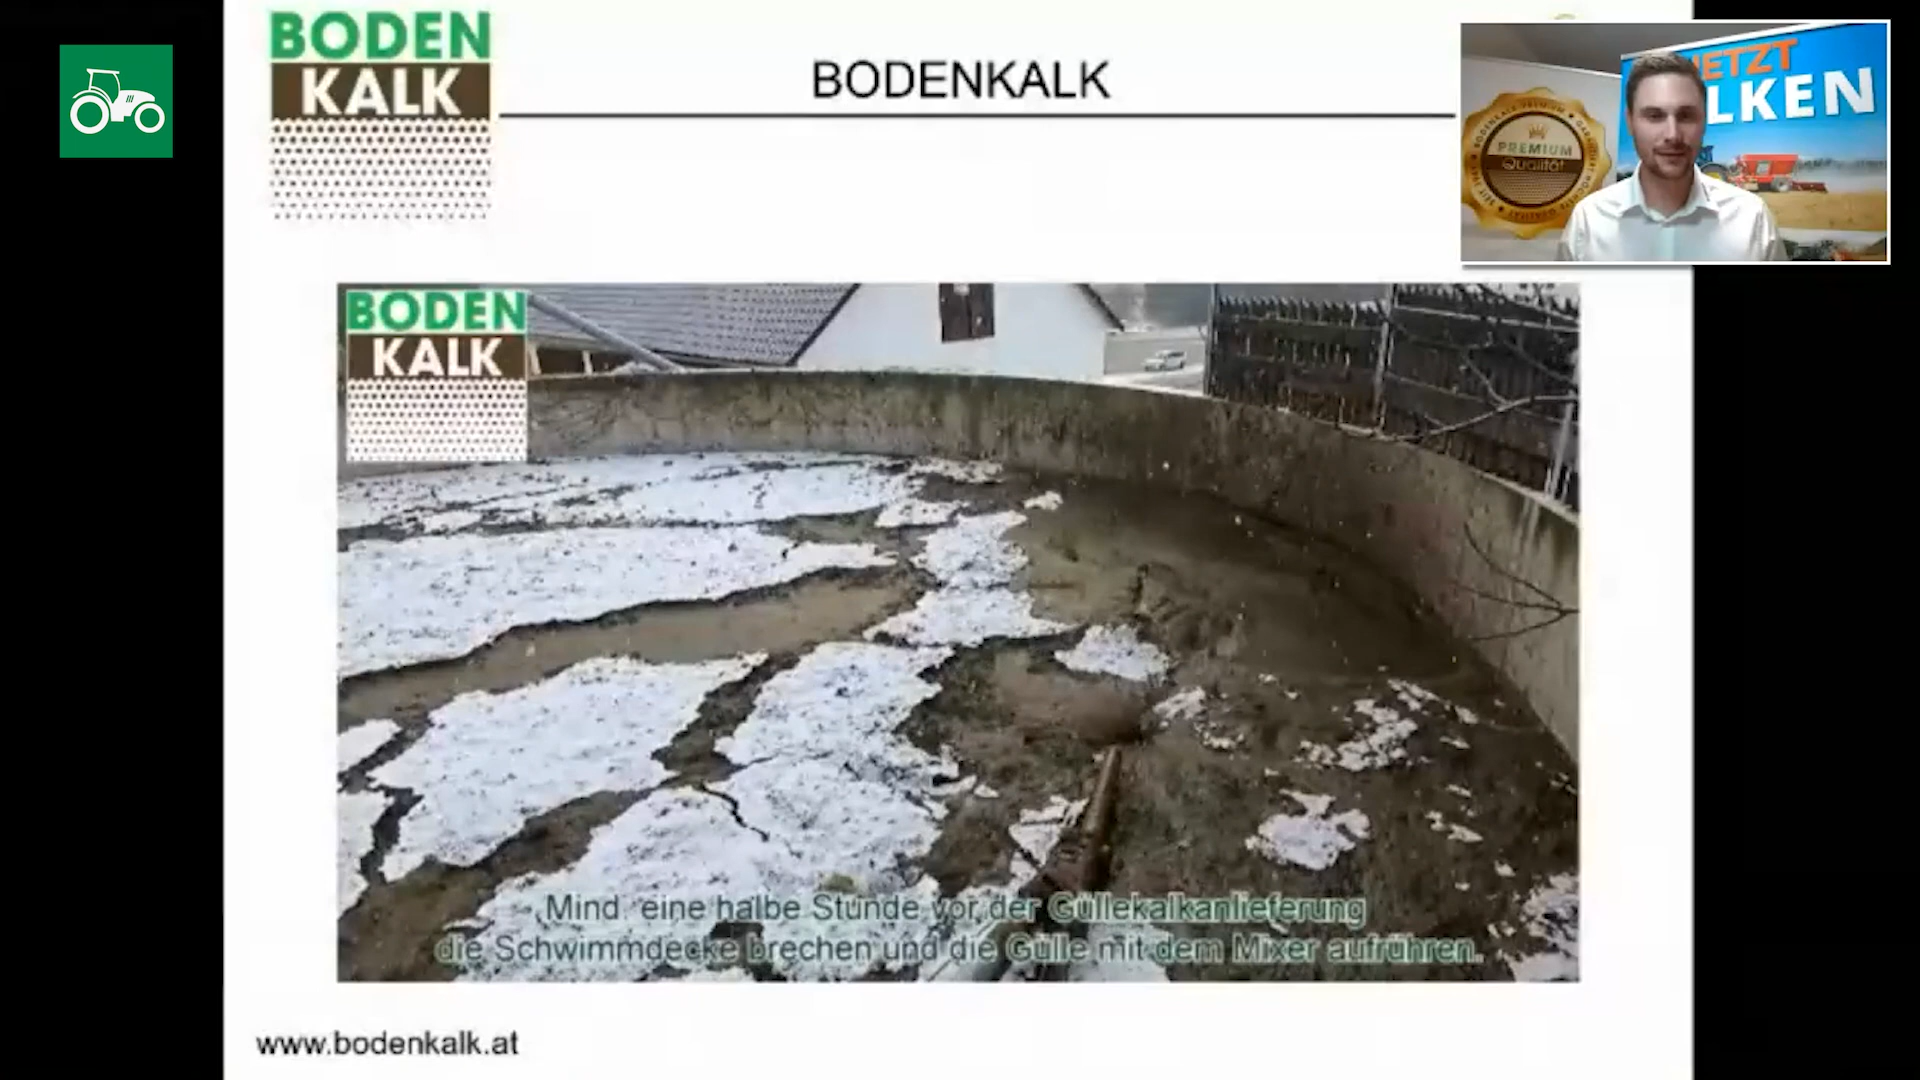 BODEN
KALK
BODENKALK
JETZT
LKEN
PREMIUM
Qualität
BODEN
KALK
Mind. eine halbe Stunde vor der Güllekalkanlieferung
die Schwimmdecke brechen und die Gülle mit dem Mixer aufrühren.
www.bodenkalk.at